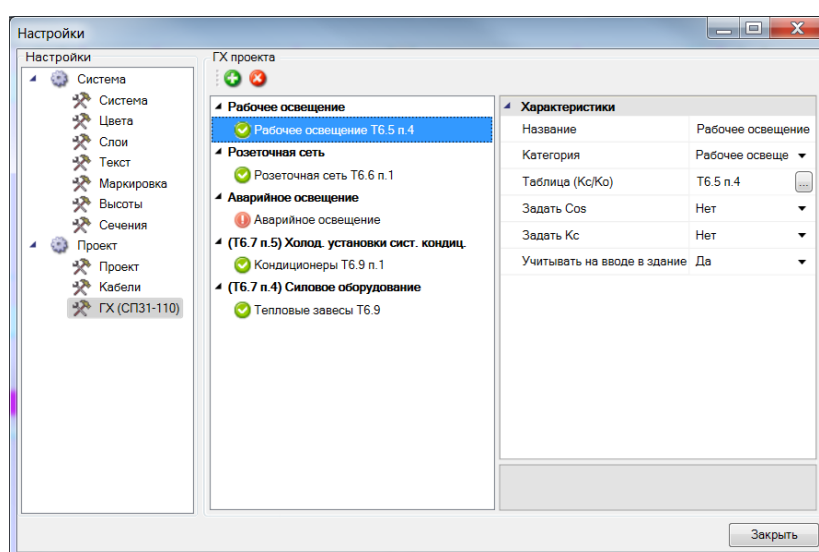 Настройки
Настройки
Система
Система
Цвета
Слои
Текст
Маркировка
Высоты
Сечения
Проект
Проект
Кабели
ГХ (СП31-110)
ГХ проекта
Рабочее освещение
Рабочее освещение Т6.5 п.4
Розеточная сеть
Розеточная сеть Т6.6 п.1
Аварийное освещение
Аварийное освещение
(Т6.7 п.5) Холод. установки сист. кондиц.
Кондиционеры Т6.9 п.1
(Т6.7 п.4) Силовое оборудование
Тепловые завесы Т6.9
Характеристики
Название Рабочее освещение
Категория Рабочее освеще
Таблица (Кс/Ко) Т6.5 п.4 ...
Задать Cos Нет
Задать Кс Нет
Учитывать на вводе в здание Да
Закрыть